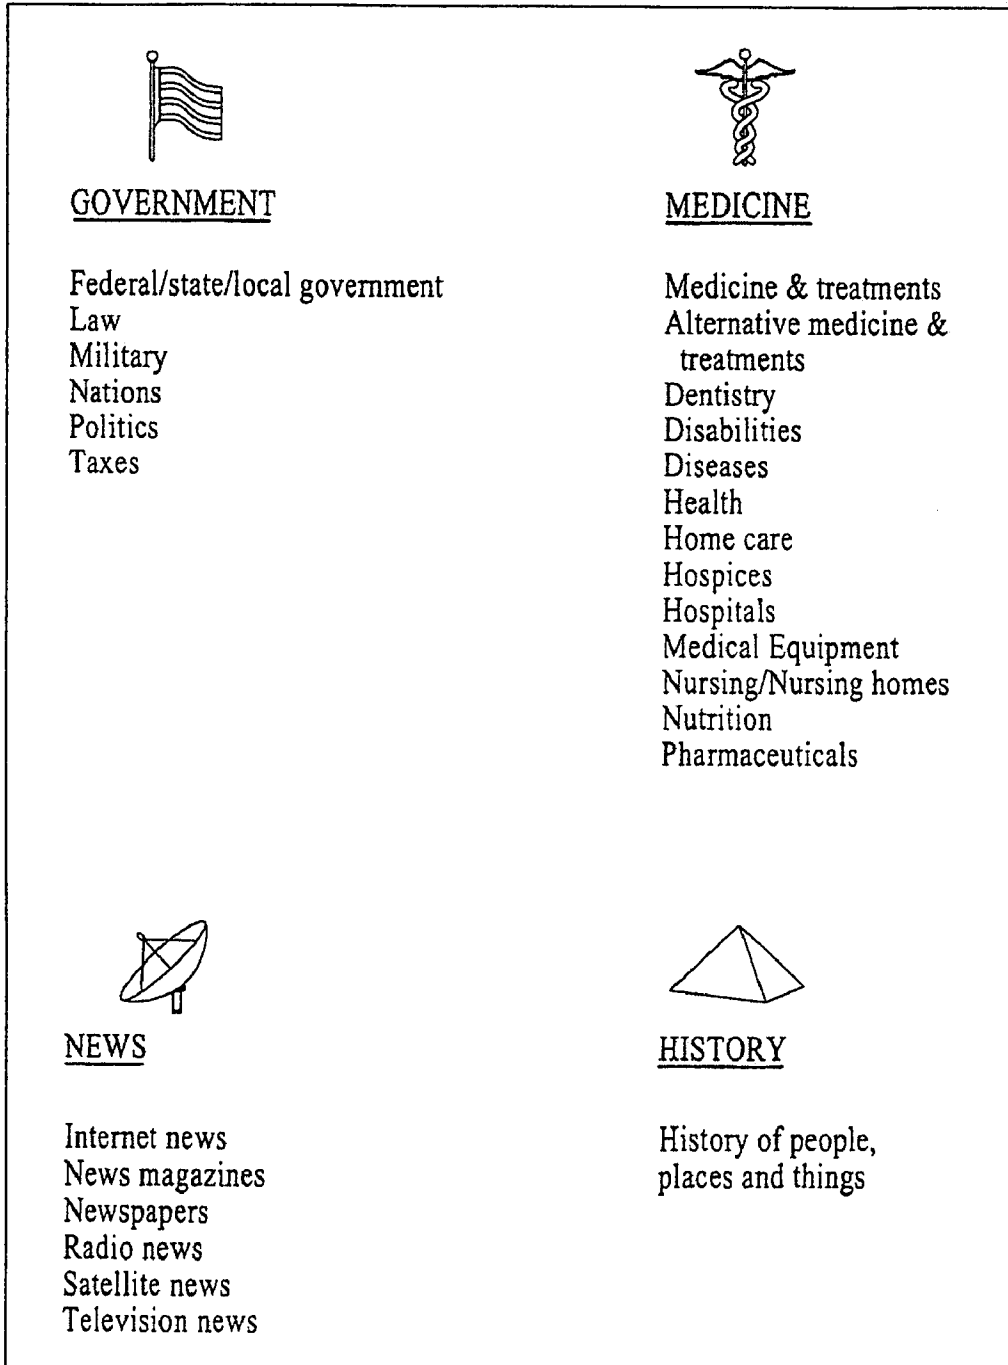 GOVERNMENT
Federal/state/local government
Law
Military
Nations
Politics
Taxes
MEDICINE
Medicine & treatments
Alternative medicine &
treatments
Dentistry
Disabilities
Diseases
Health
Home care
Hospices
Hospitals
Medical Equipment
Nursing/Nursing homes
Nutrition
Pharmaceuticals
NEWS
Internet news
News magazines
Newspapers
Radio news
Satellite news
Television news
HISTORY
History of people,
places and things